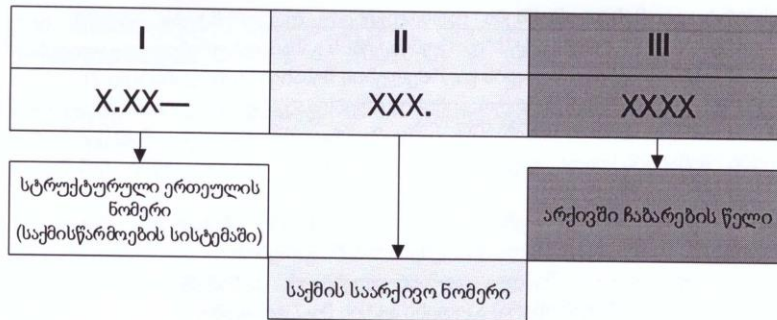 I II III
X.XX— XXX. XXXX
სტრუქტურული ერთეულის
ნომერი
(საქმისწარმოების სისტემაში)
არქივში ჩაბარების წელი
საქმის საარქივო ნომერი